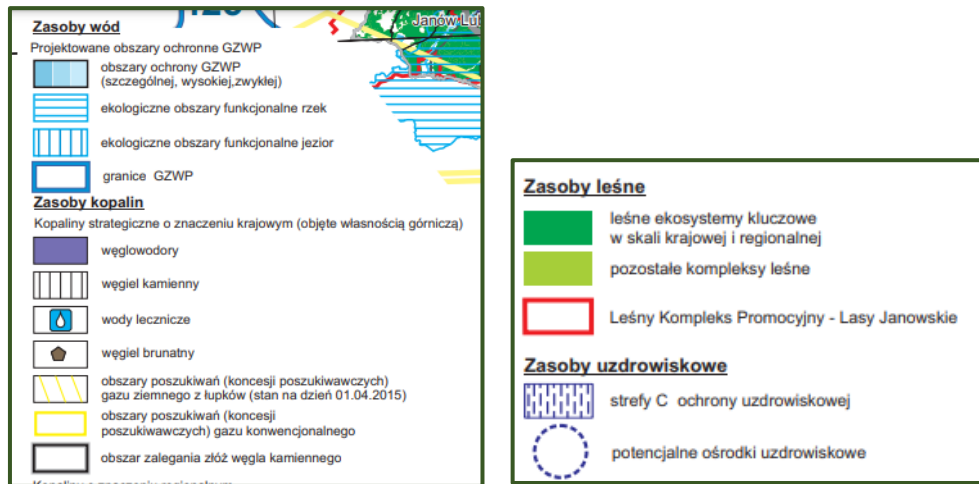 Janów Lul
Zasoby wód
Projektowane obszary ochronne GZWP
obszary ochrony GZWP
(szczególnej, wysokiej,zwykłej)
ekologiczne obszary funkcjonalne rzek
ekologiczne obszary funkcjonalne jezior
granice GZWP
Zasoby kopalin
Kopaliny strategiczne o znaczeniu krajowym (objęte własnością górniczą)
węglowodory
węgiel kamienny
wody lecznicze
węgiel brunatny
obszary poszukiwań (koncesji poszukiwawczych)
gazu ziemnego z łupków (stan na dzień 01.04.2015)
obszary poszukiwań (koncesji
poszukiwawczych) gazu konwencjonalnego
obszar zalegania złóż węgla kamiennego
Zasoby leśne
leśne ekosystemy kluczowe
w skali krajowej i regionalnej
pozostałe kompleksy leśne
Leśny Kompleks Promocyjny - Lasy Janowskie
Zasoby uzdrowiskowe
strefy C ochrony uzdrowiskowej
potencjalne ośrodki uzdrowiskowe